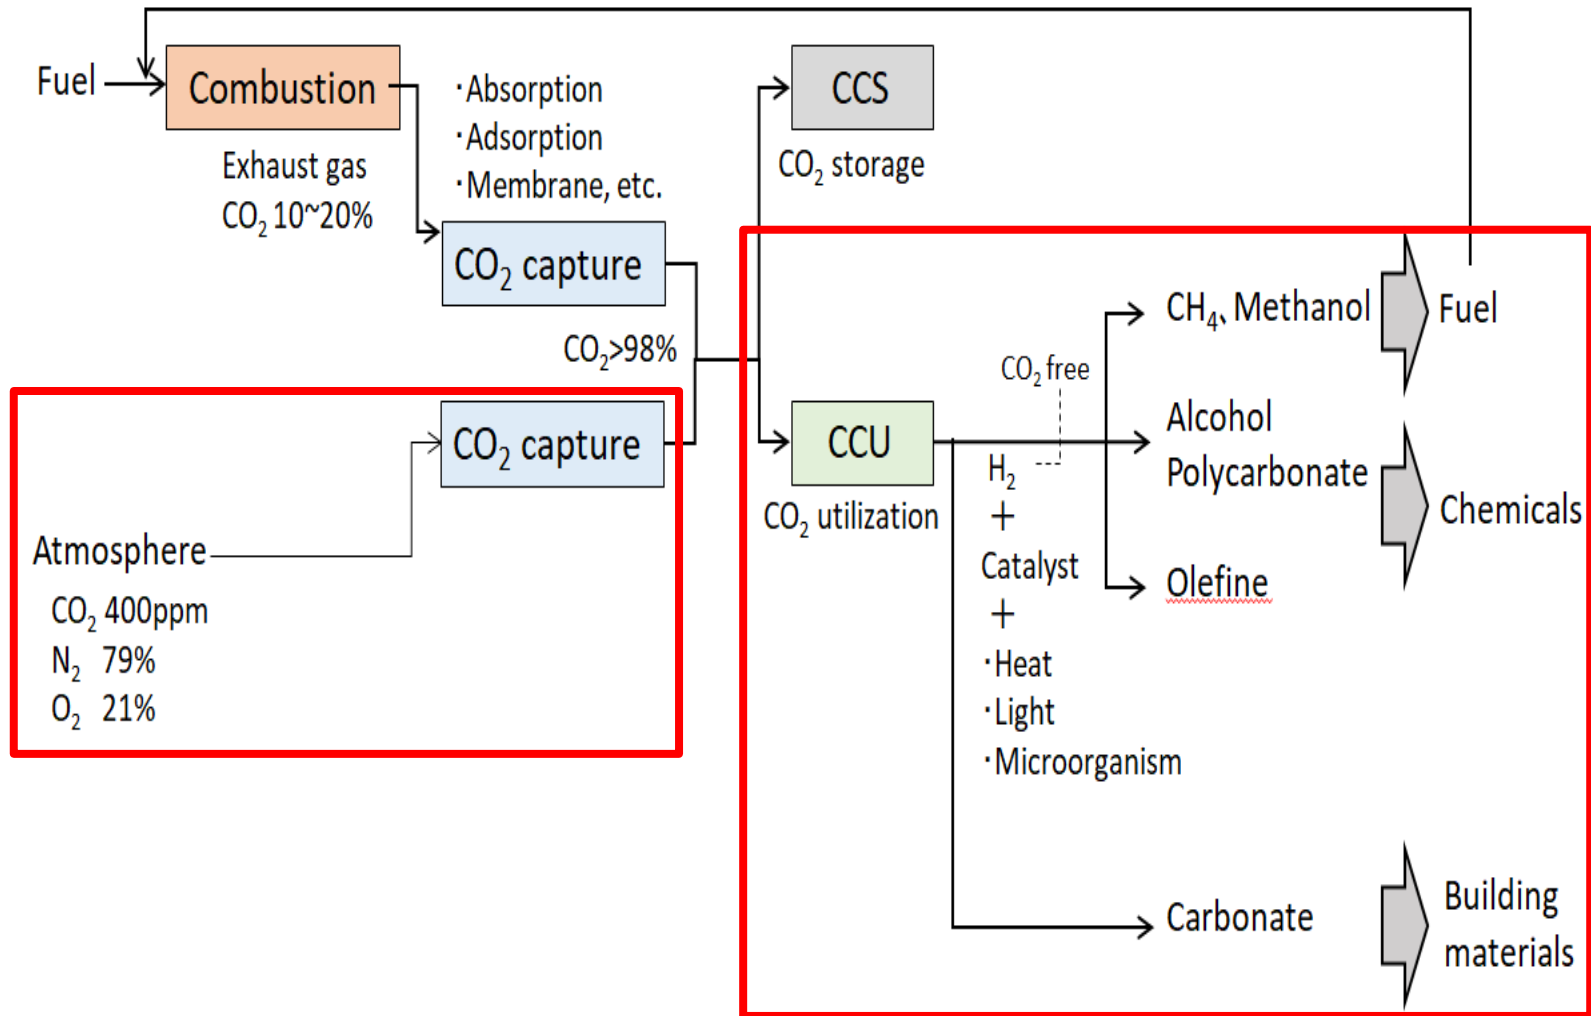 Fuel
Combustion
Exhaust gas
CO₂ 10~20%
・Absorption
・Adsorption
・Membrane, etc.
CO₂ capture
CO₂>98%
CO₂ capture
Atmosphere
CO₂ 400ppm
N₂ 79%
O₂ 21%
CCS
CO₂ storage
CCU
CO₂ utilization
CO₂ free
H₂
+
Catalyst
+
・Heat
・Light
・Microorganism
CH₄、Methanol
Fuel
Alcohol
Polycarbonate
Chemicals
Olefine
Carbonate
Building
materials